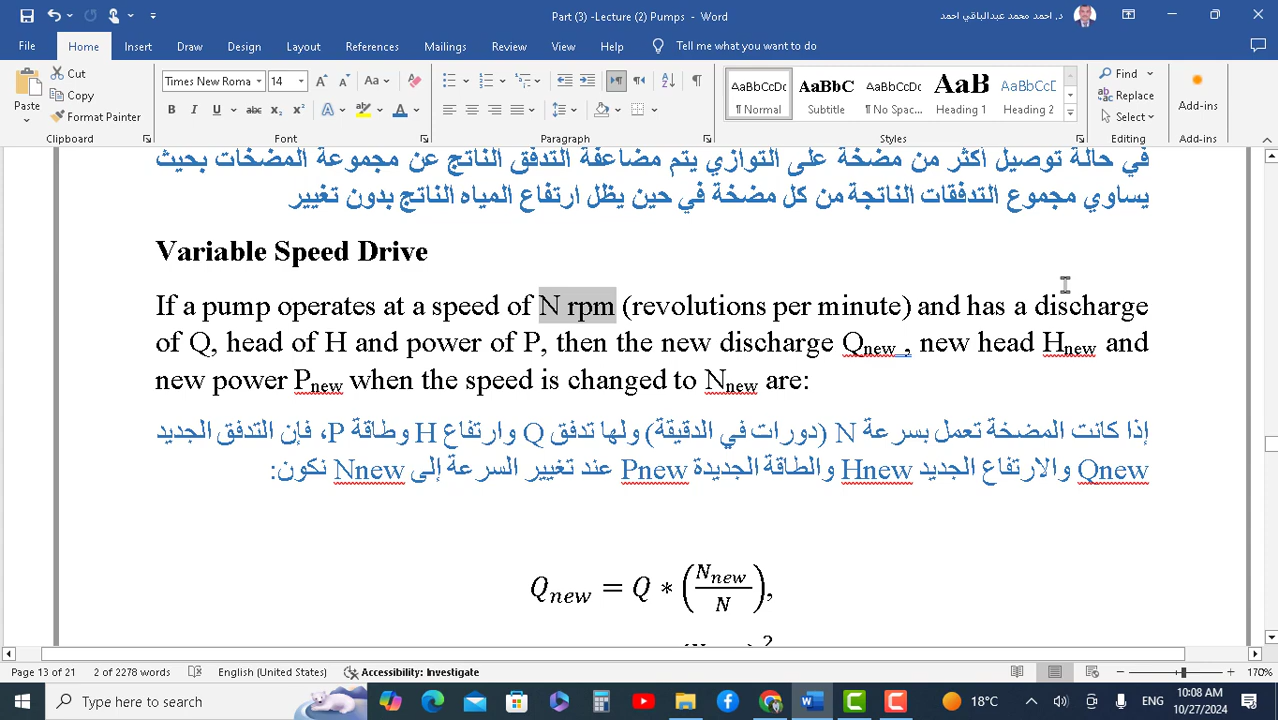 Part (3) -Lecture (2) Pumps - Word
د. احمد محمد عبدالباقي احمد
File Home Insert Draw Design Layout References Mailings Review View Help Tell me what you want to do
Paste
Cut
Copy
Format Painter
Clipboard
Times New Roma 14
Aa
B I U abc x₂ x² A A
Font
Paragraph
AaBbCcDc AaBbC AaBbCcDc AaB AaBbCcDc
¶ Normal Subtitle ¶ No Spac... Heading 1 Heading 2
Styles
Find
Replace
Select
Editing
Add-ins
Add-ins
في حالة توصيل أكثر من مضخة على التوازي يتم مضاعفة التدفق الناتج عن مجموعة المضخات بحيث
يساوي مجموع التدفقات الناتجة من كل مضخة في حين يظل ارتفاع المياه الناتج بدون تغيير
Variable Speed Drive
If a pump operates at a speed of N rpm (revolutions per minute) and has a discharge
of Q, head of H and power of P, then the new discharge Qnew , new head Hnew and
new power Pnew when the speed is changed to Nnew are:
إذا كانت المضخة تعمل بسرعة N (دورات في الدقيقة) ولها تدفق Q وارتفاع H وطاقة P، فإن التدفق الجديد
Qnew والارتفاع الجديد Hnew والطاقة الجديدة Pnew عند تغيير السرعة إلى Nnew نكون:
Qnew = Q * (Nnew / N),
Page 13 of 21 2 of 2278 words English (United States) Accessibility: Investigate 170%
Type here to search
18°C
ENG
10:08 AM
10/27/2024